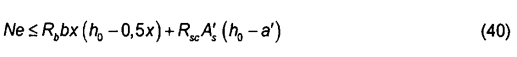 Ne ≤ R_b bx (h_0 − 0,5x) + R_sc A′_s (h_0 − a′) (40)